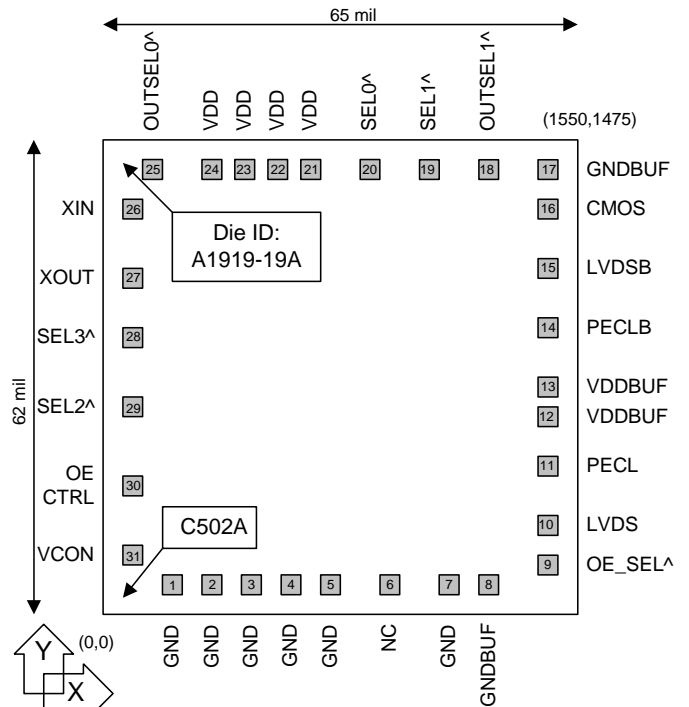 65 mil
OUTSEL0^
VDD
VDD
VDD
VDD
SEL0^
SEL1^
OUTSEL1^
(1550,1475)
25
24
23
22
21
20
19
18
17
GNDBUF
XIN
26
16
CMOS
Die ID:
A1919-19A
XOUT
27
15
LVDSB
SEL3^
28
14
PECLB
62 mil
SEL2^
29
13
VDDBUF
12
VDDBUF
OE
CTRL
30
11
PECL
C502A
10
LVDS
VCON
31
9
OE_SEL^
1
2
3
4
5
6
7
8
GND
GND
GND
GND
GND
NC
GND
GNDBUF
Y
(0,0)
X